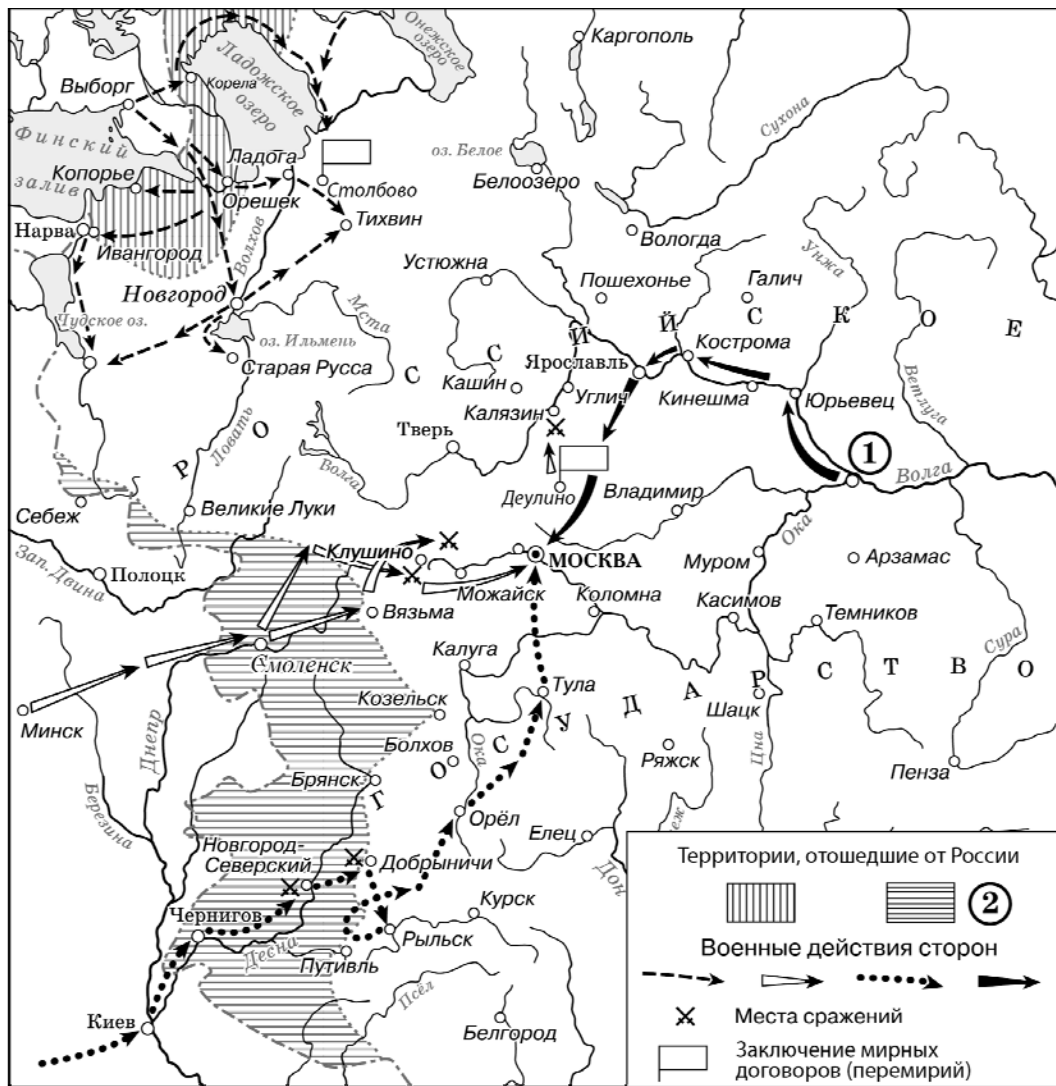 Каргополь
Онежское
озеро
Ладожское
озеро
Корела
Выборг
Сухона
Финский
залив
Ладога
оз. Белое
Белоозеро
Копорье
Орешек
Столбово
Тихвин
Нарва
Ивангород
Волхов
Вологда
Унжа
Устюжна
Пошехонье
Галич
Новгород
Мста
Чудское оз.
оз. Ильмень
Р О С С И Й С К О Е
Кострома
Старая Русса
Ярославль
Кашин
Углич
Кинешма
Юрьевец
Ветлуга
Калязин
Ловать
Тверь
1
Волга
Волга
Деулино
Владимир
Себеж
Великие Луки
Ока
Клушино
МОСКВА
Муром
Арзамас
Зап. Двина
Полоцк
Можайск
Вязьма
Коломна
Касимов
Темников
Смоленск
Калуга
Сура
Г О С У Д А Р С Т В О
Тула
Минск
Днепр
Козельск
Шацк
Болхов
Ока
Ряжск
Цна
Березина
Брянск
Пенза
Орёл
Елец
Новгород-
Северский
Добрыничи
Дон
Чернигов
Курск
Десна
Рыльск
Путивль
Псёл
Киев
Белгород
Территории, отошедшие от России
2
Военные действия сторон
Места сражений
Заключение мирных
договоров (перемирий)